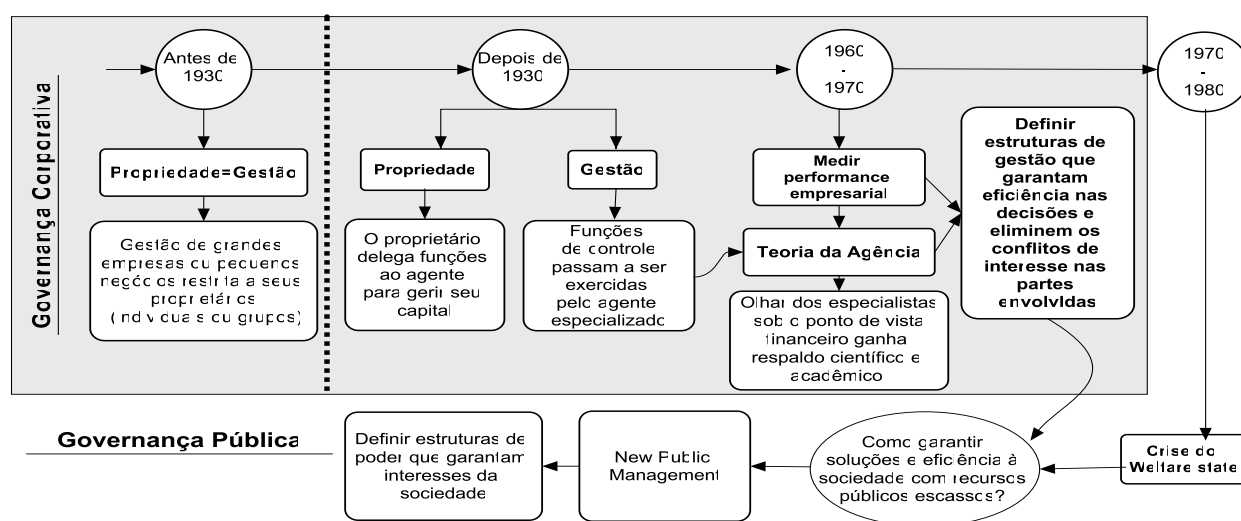 Governança Corporativa
Antes de
1930
Depois de
1930
1960
-
1970
1970
-
1980
Propriedade=Gestão
Gestão de grandes
empresas ou pequenos
negócios restrita a seus
proprietários
(individuais ou grupos)
Propriedade
O proprietário
delega funções
ao agente
para gerir seu
capital
Gestão
Funções
de controle
passam a ser
exercidas
pelo agente
especializado
Medir
performance
empresarial
Teoria da Agência
Olhar dos especialistas
sob o ponto de vista
financeiro ganha
respaldo científico e
acadêmico
Definir
estruturas de
gestão que
garantam
eficiência nas
decisões e
eliminem os
conflitos de
interesse nas
partes
envolvidas
Governança Pública
Definir estruturas de
poder que garantam
interesses da
sociedade
New Public
Management
Como garantir
soluções e eficiência à
sociedade com recursos
públicos escassos?
Crise do
Welfare state